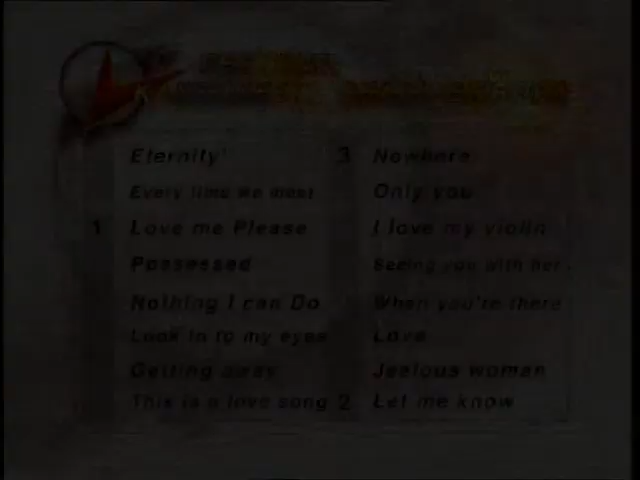 Eternity
Every time we meet
1 Love me Please
Possessed
Nothing I can Do
Look in to my eyes
Getting away
This is a love song
3 Nowhere
Only you
I love my violin
Seeing you with her
When you're there
Love
Jealous woman
2 Let me know